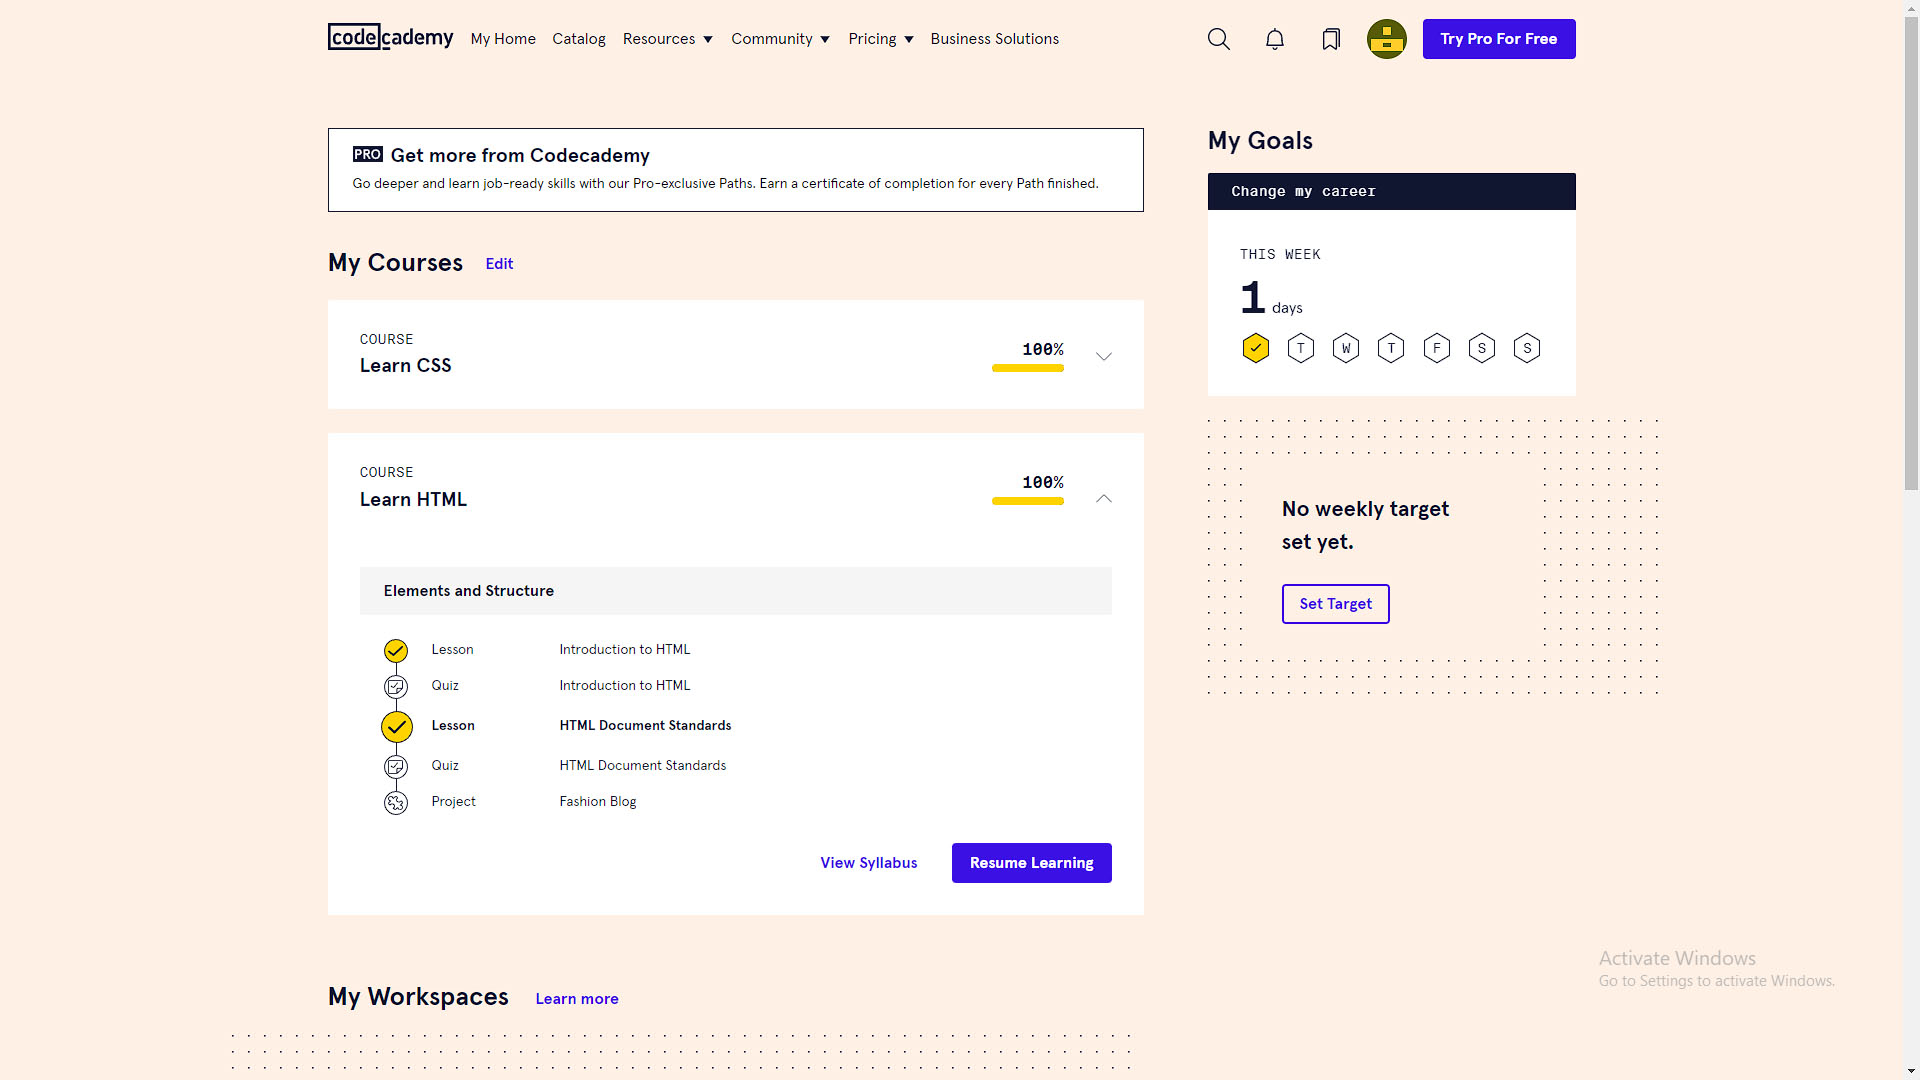 codecademy My Home Catalog Resources Community Pricing Business Solutions Try Pro For Free
PRO Get more from Codecademy
Go deeper and learn job-ready skills with our Pro-exclusive Paths. Earn a certificate of completion for every Path finished.
My Courses Edit
COURSE
Learn CSS
100%
COURSE
Learn HTML
100%
Elements and Structure
Lesson Introduction to HTML
Quiz Introduction to HTML
Lesson HTML Document Standards
Quiz HTML Document Standards
Project Fashion Blog
View Syllabus Resume Learning
My Workspaces Learn more
My Goals
Change my career
THIS WEEK
1 days
T W T F S S
No weekly target
set yet.
Set Target
Activate Windows
Go to Settings to activate Windows.